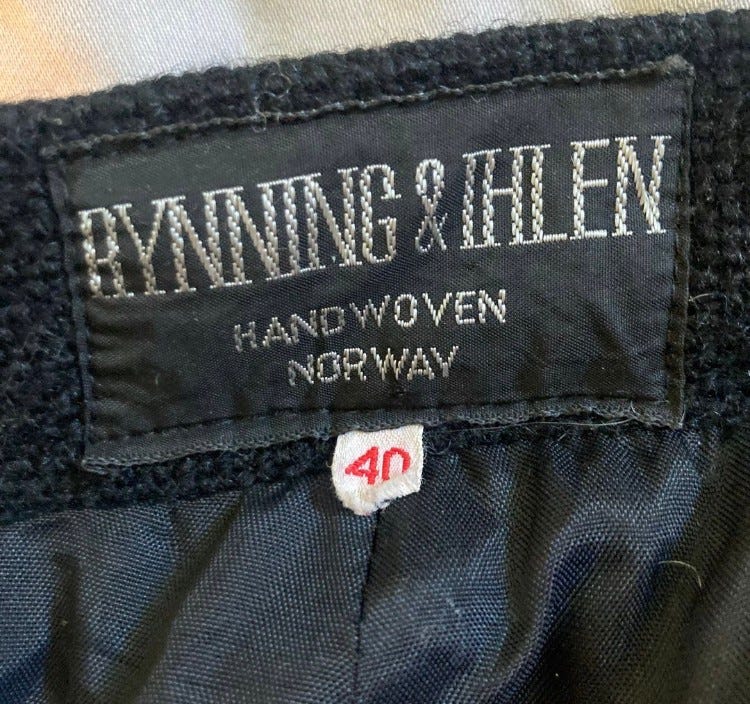 RYNNING & IHLEN
HANDWOVEN
NORWAY
40